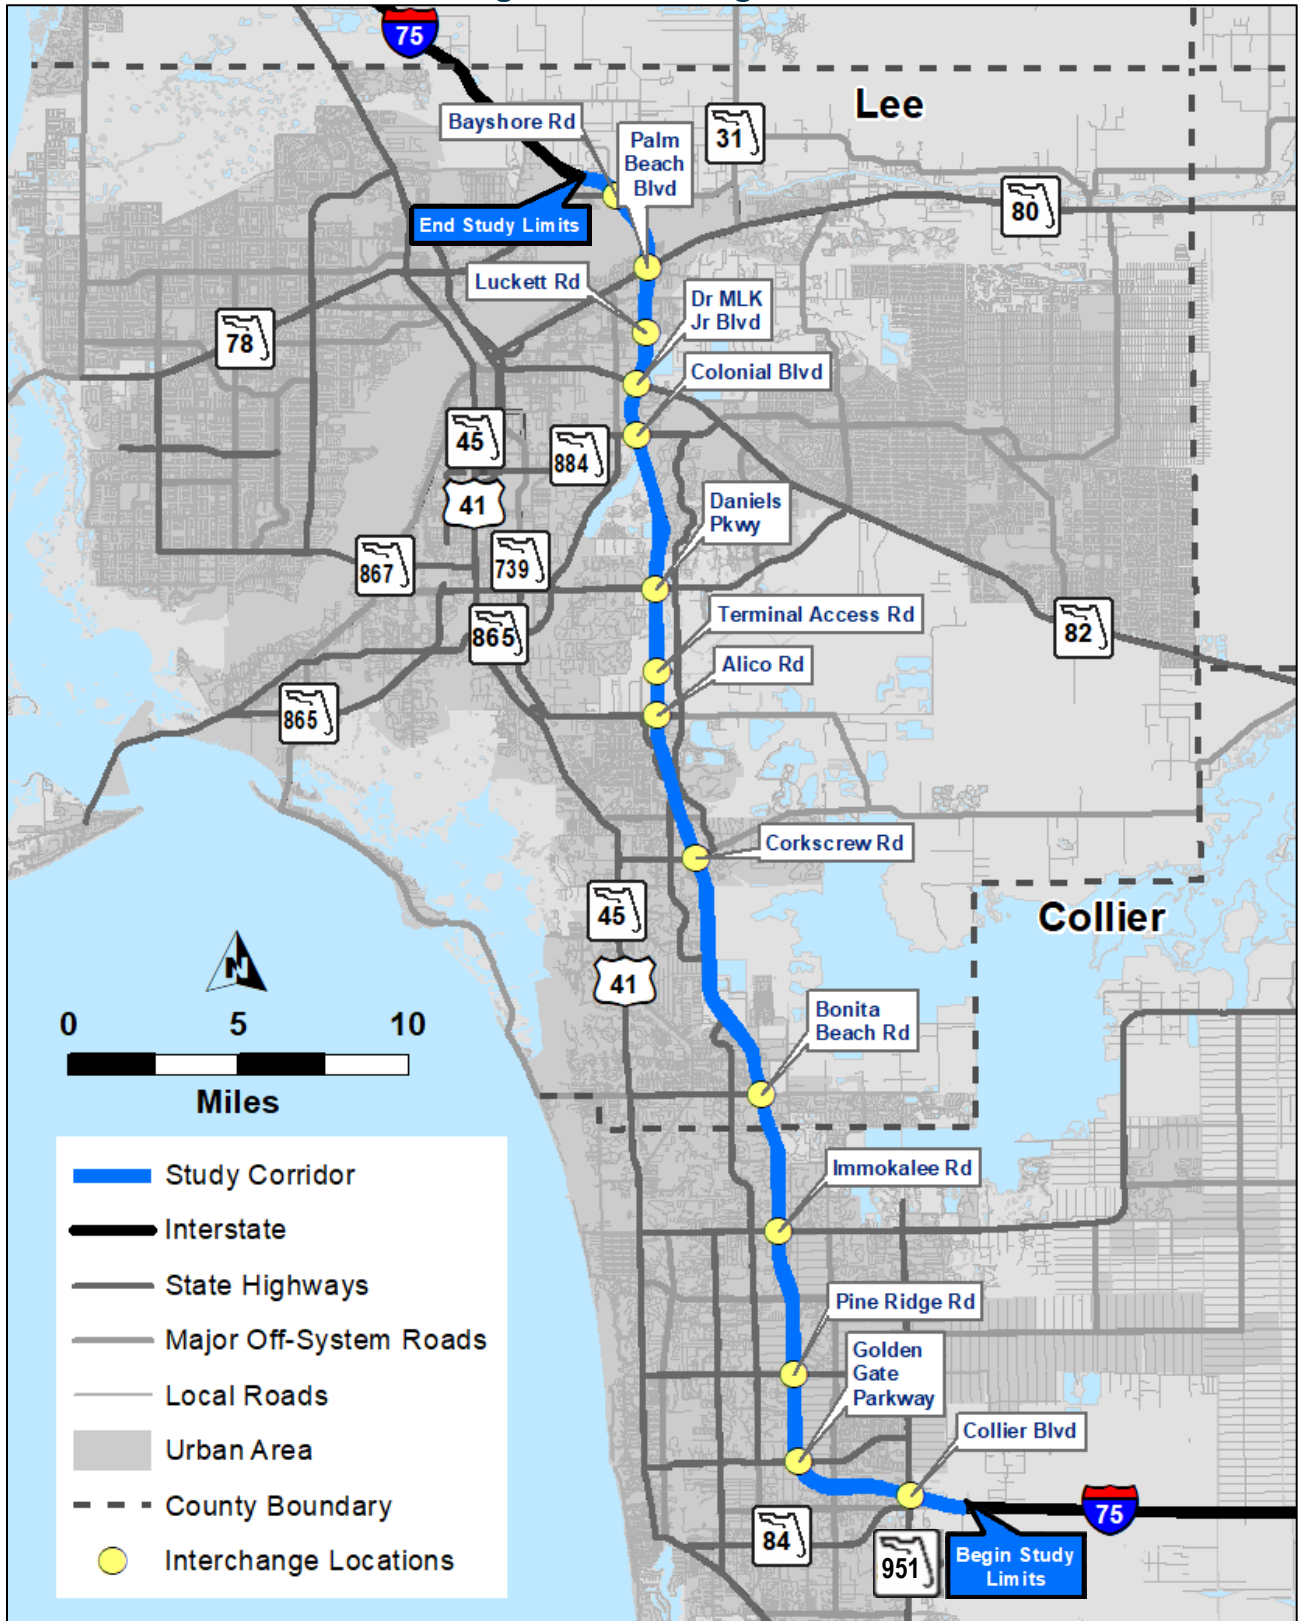 75
Lee
Bayshore Rd
Palm
Beach
Blvd
31
80
End Study Limits
Luckett Rd
Dr MLK
Jr Blvd
78
Colonial Blvd
45
884
41
Daniels
Pkwy
867
739
Terminal Access Rd
865
82
Alico Rd
865
Corkscrew Rd
45
Collier
41
N
0 5 10
Miles
Bonita
Beach Rd
Immokalee Rd
Pine Ridge Rd
Golden
Gate
Parkway
Collier Blvd
75
84
951
Begin Study
Limits
Study Corridor
Interstate
State Highways
Major Off-System Roads
Local Roads
Urban Area
County Boundary
Interchange Locations